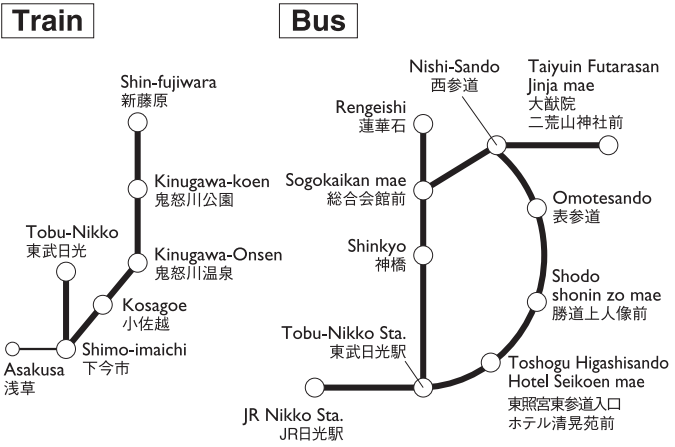 Train
Shin-fujiwara
新藤原
Kinugawa-koen
鬼怒川公園
Tobu-Nikko
東武日光
Kinugawa-Onsen
鬼怒川温泉
Kosagoe
小佐越
Asakusa
浅草
Shimo-imaichi
下今市
Bus
Nishi-Sando
西参道
Taiyuin Futarasan
Jinja mae
大猷院
二荒山神社前
Rengeishi
蓮華石
Sogokaikan mae
総合会館前
Omotesando
表参道
Shinkyo
神橋
Shodo
shonin zo mae
勝道上人像前
Tobu-Nikko Sta.
東武日光駅
Toshogu Higashisando
Hotel Seikoen mae
東照宮東参道入口
ホテル清晃苑前
JR Nikko Sta.
JR日光駅